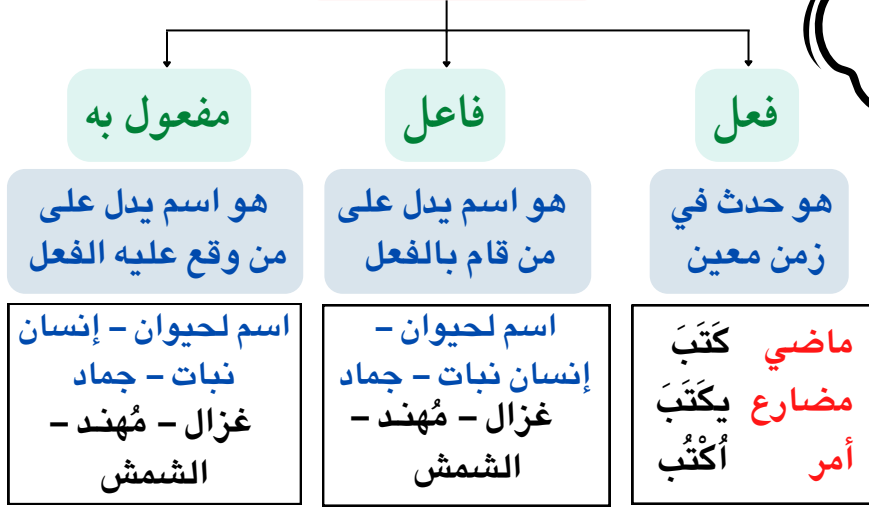 فعل
هو حدث في
زمن معين
ماضي كَتَبَ
مضارع يكَتَبَ
أمر اُكْتُب
فاعل
هو اسم يدل على
من قام بالفعل
اسم لحيوان –
إنسان نبات – جماد
غزال – مُهند –
الشمش
مفعول به
هو اسم يدل على
من وقع عليه الفعل
اسم لحيوان – إنسان
نبات – جماد
غزال – مُهند –
الشمش